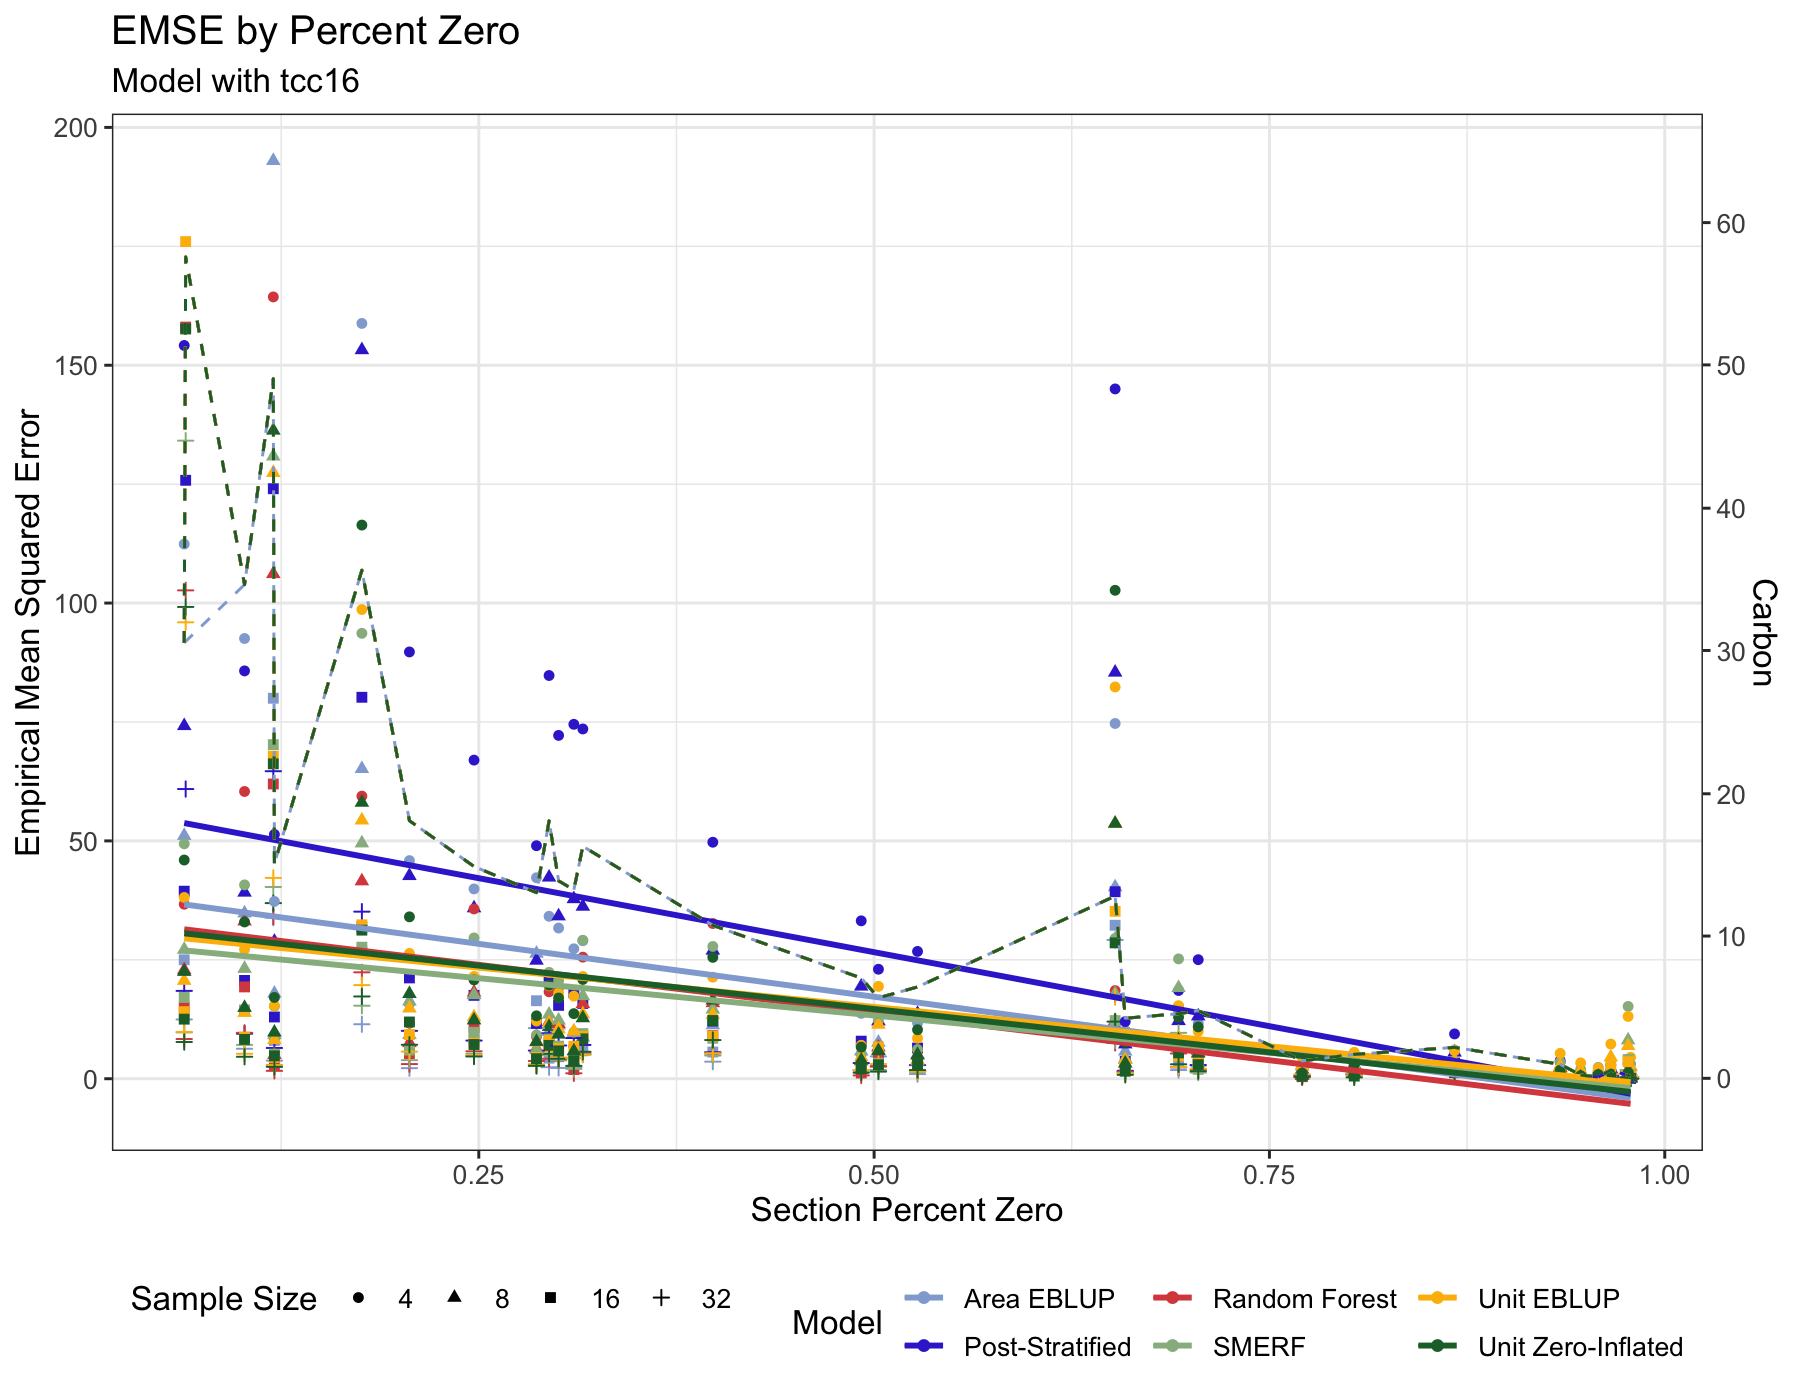 EMSE by Percent Zero
Model with tcc16
200
150
100
50
0
Empirical Mean Squared Error
60
50
40
30
20
10
0
Carbon
0.25 0.50 0.75 1.00
Section Percent Zero
Sample Size 4 8 16 32
Model
Area EBLUP Random Forest Unit EBLUP
Post-Stratified SMERF Unit Zero-Inflated